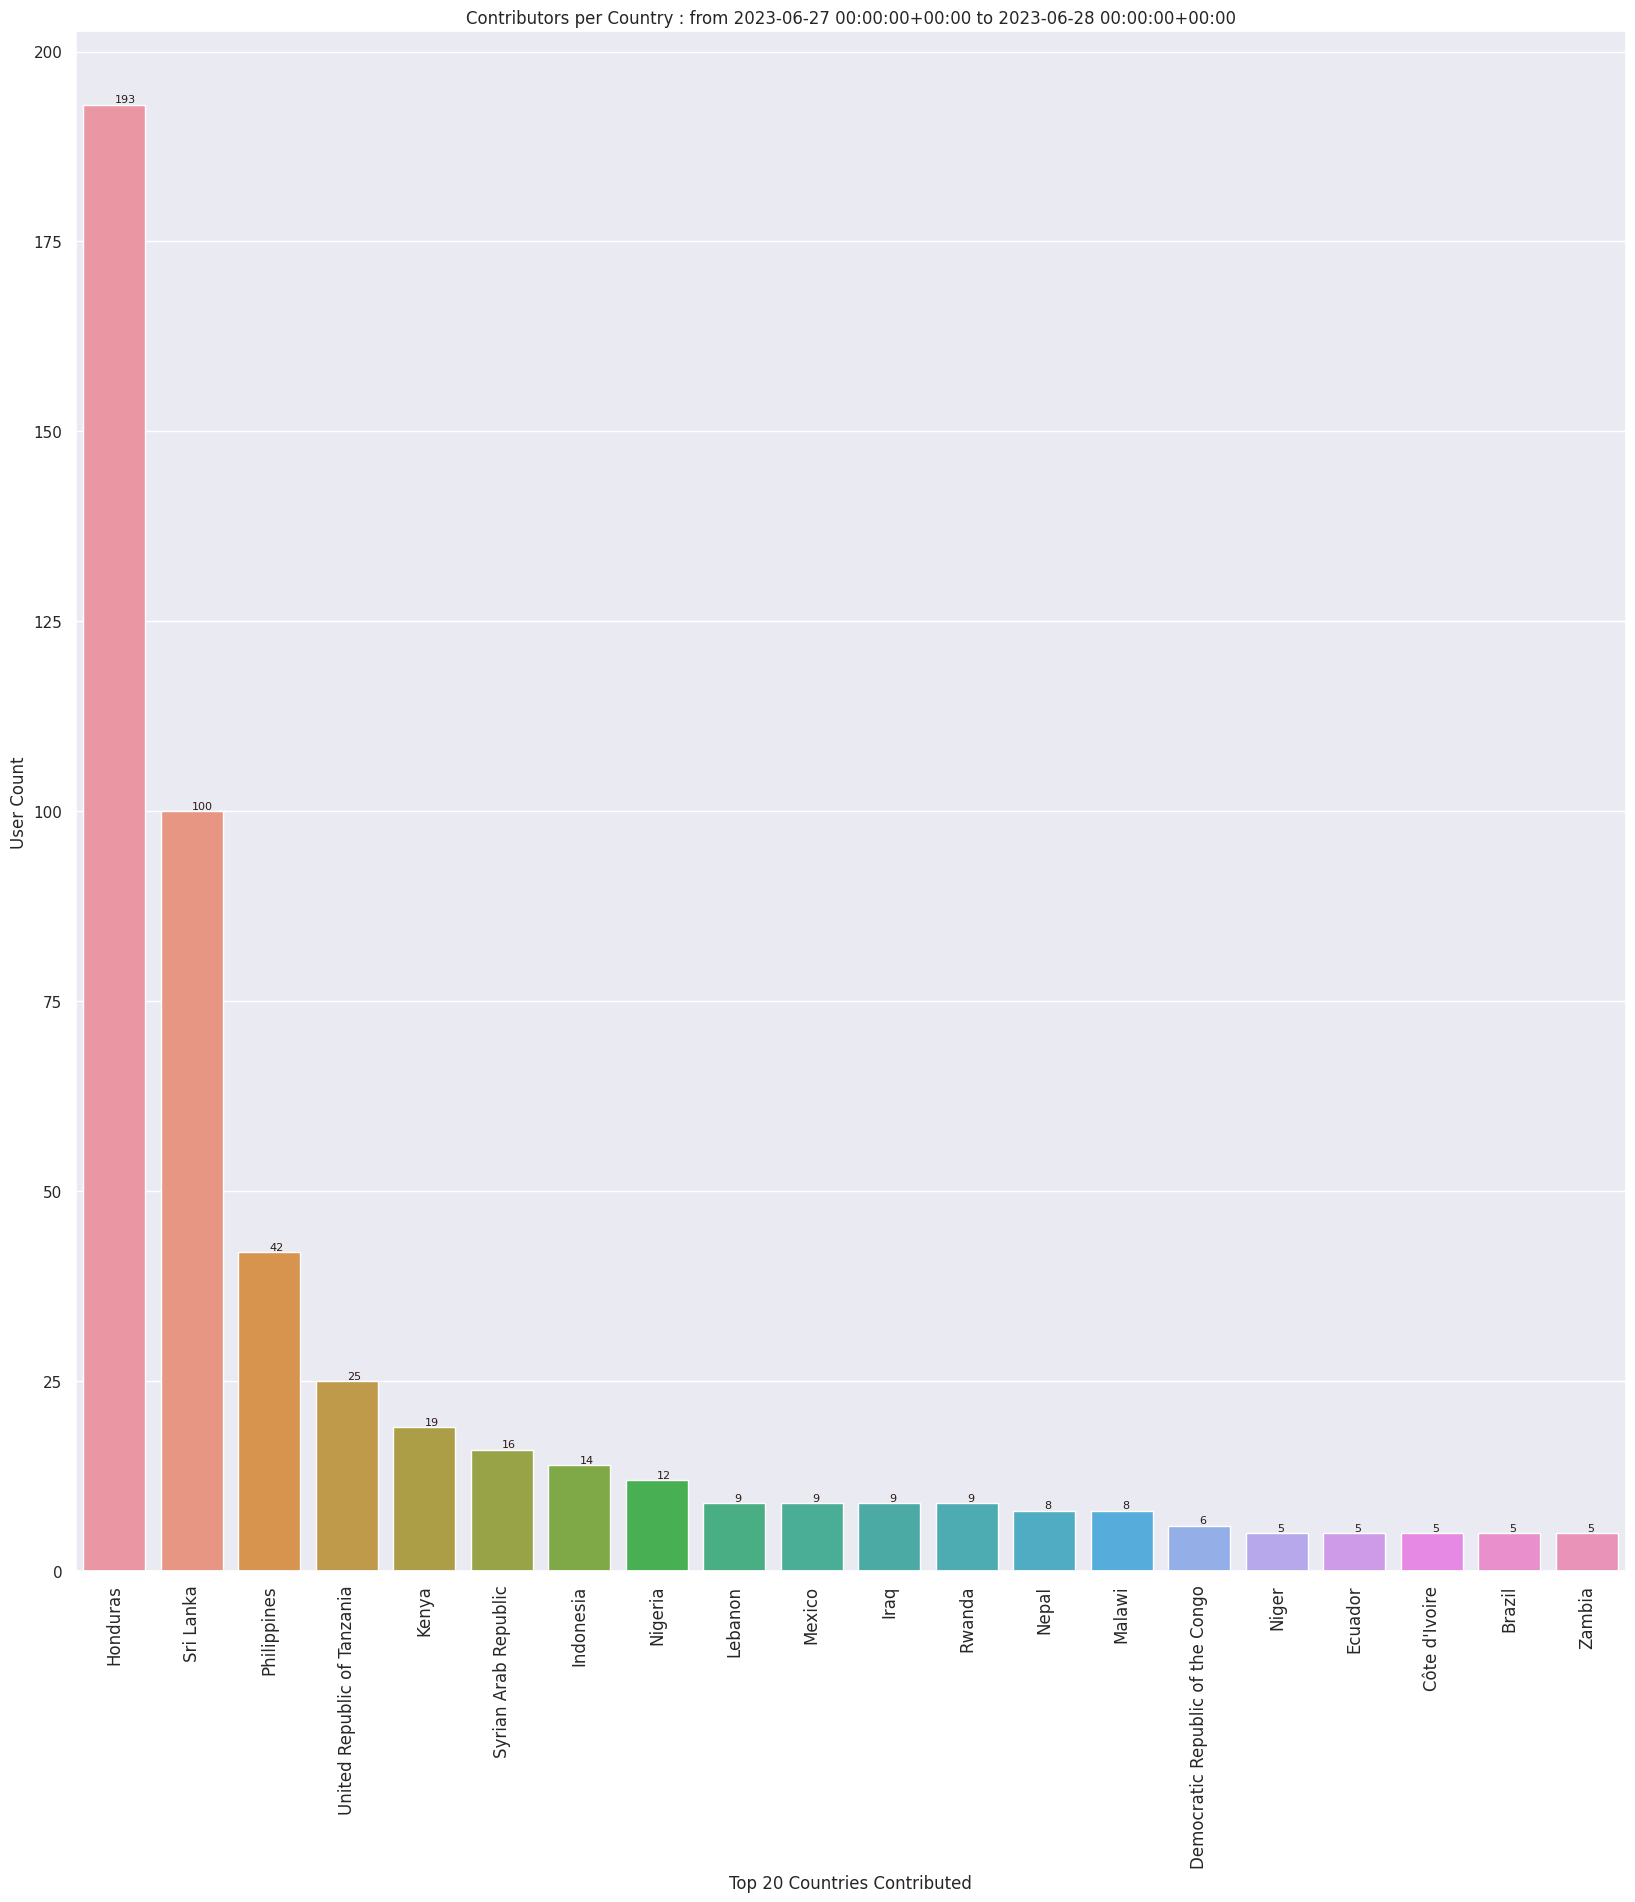 Contributors per Country : from 2023-06-27 00:00:00+00:00 to 2023-06-28 00:00:00+00:00
User Count
200
175
150
125
100
75
50
25
0
193
100
42
25
19
16
14
12
9
9
9
9
8
8
6
5
5
5
5
5
Honduras
Sri Lanka
Philippines
United Republic of Tanzania
Kenya
Syrian Arab Republic
Indonesia
Nigeria
Lebanon
Mexico
Iraq
Rwanda
Nepal
Malawi
Democratic Republic of the Congo
Niger
Ecuador
Côte d'Ivoire
Brazil
Zambia
Top 20 Countries Contributed